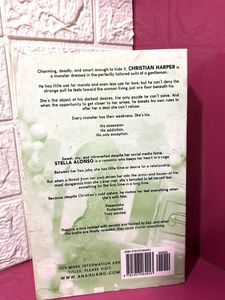 Charming, deadly, and smart enough to hide it, CHRISTIAN HARPER is
a monster dressed in the perfectly tailored suits of a gentleman.
He has little use for morals and even less use for love, but he can't deny the
strange pull he feels toward the woman living just one floor beneath him.
She's the object of his darkest desires, the only puzzle he can't solve. And
when the opportunity to get closer to her arises, he breaks his own rules to
offer her a deal she can't refuse.
Every monster has their weakness. She's his.
His obsession.
His addiction.
His only exception.
Sweet, shy, and introverted despite her social media fame,
STELLA ALONSO is a romantic who keeps her heart in a cage.
Between her two jobs, she has little time or desire for a relationship.
But when a threat from her past drives her into the arms—and house—of the
most dangerous man she's ever met, she's tempted to let herself feel
something for the first time in a long time.
Because despite Christian's cold nature, he makes her feel everything when
she's with him.
Passionate.
Protected.
Truly wanted.
Theirs is a love twisted with secrets and tainted by lies...and when
the truths are finally revealed, they could shatter everything.
FOR MORE INFORMATION AND
TITLES, PLEASE VISIT:
WWW.ANAHUANG.COM